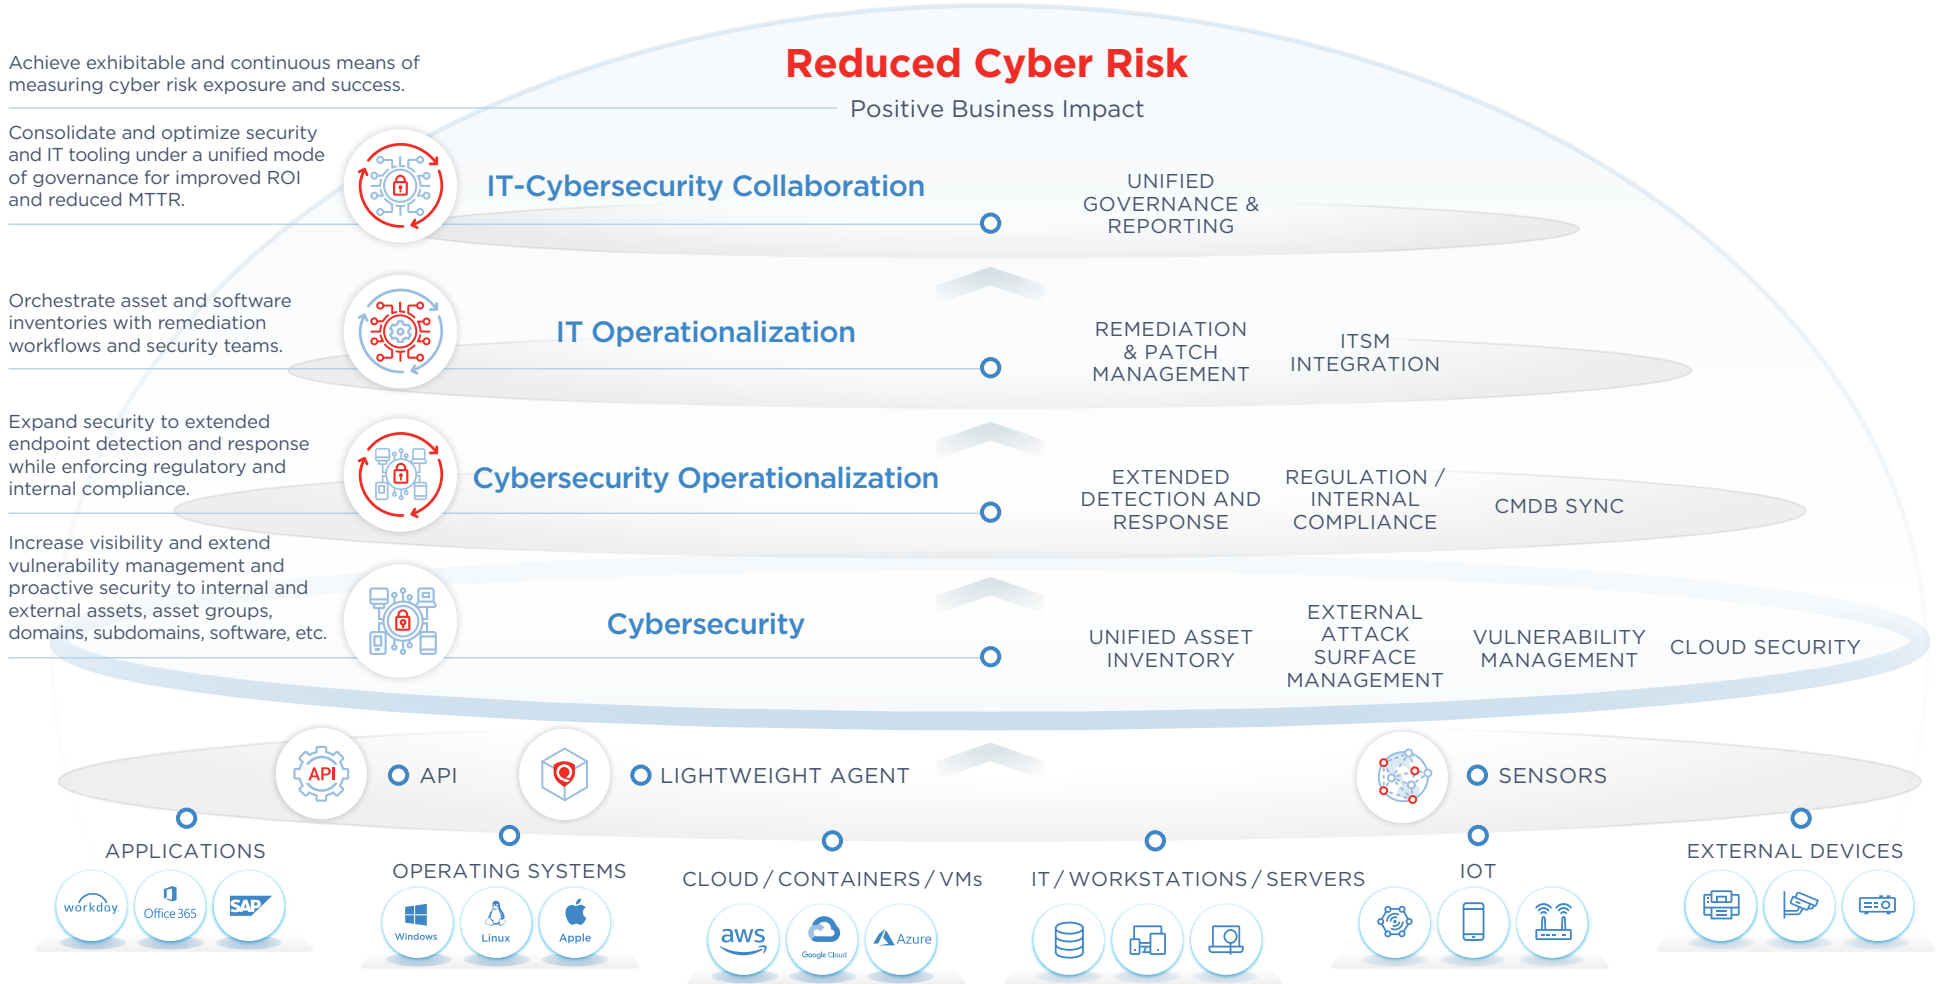 Reduced Cyber Risk
Positive Business Impact
Achieve exhibitable and continuous means of
measuring cyber risk exposure and success.
Consolidate and optimize security
and IT tooling under a unified mode
of governance for improved ROI
and reduced MTTR.
IT-Cybersecurity Collaboration
UNIFIED
GOVERNANCE &
REPORTING
Orchestrate asset and software
inventories with remediation
workflows and security teams.
IT Operationalization
REMEDIATION
& PATCH
MANAGEMENT
ITSM
INTEGRATION
Expand security to extended
endpoint detection and response
while enforcing regulatory and
internal compliance.
Cybersecurity Operationalization
EXTENDED
DETECTION AND
RESPONSE
REGULATION /
INTERNAL
COMPLIANCE
CMDB SYNC
Increase visibility and extend
vulnerability management and
proactive security to internal and
external assets, asset groups,
domains, subdomains, software, etc.
Cybersecurity
UNIFIED ASSET
INVENTORY
EXTERNAL
ATTACK
SURFACE
MANAGEMENT
VULNERABILITY
MANAGEMENT
CLOUD SECURITY
API
API
LIGHTWEIGHT AGENT
SENSORS
APPLICATIONS
workday.
Office 365
SAP
OPERATING SYSTEMS
Windows
Linux
Apple
CLOUD / CONTAINERS / VMs
aws
Google Cloud
Azure
IT / WORKSTATIONS / SERVERS
IOT
EXTERNAL DEVICES